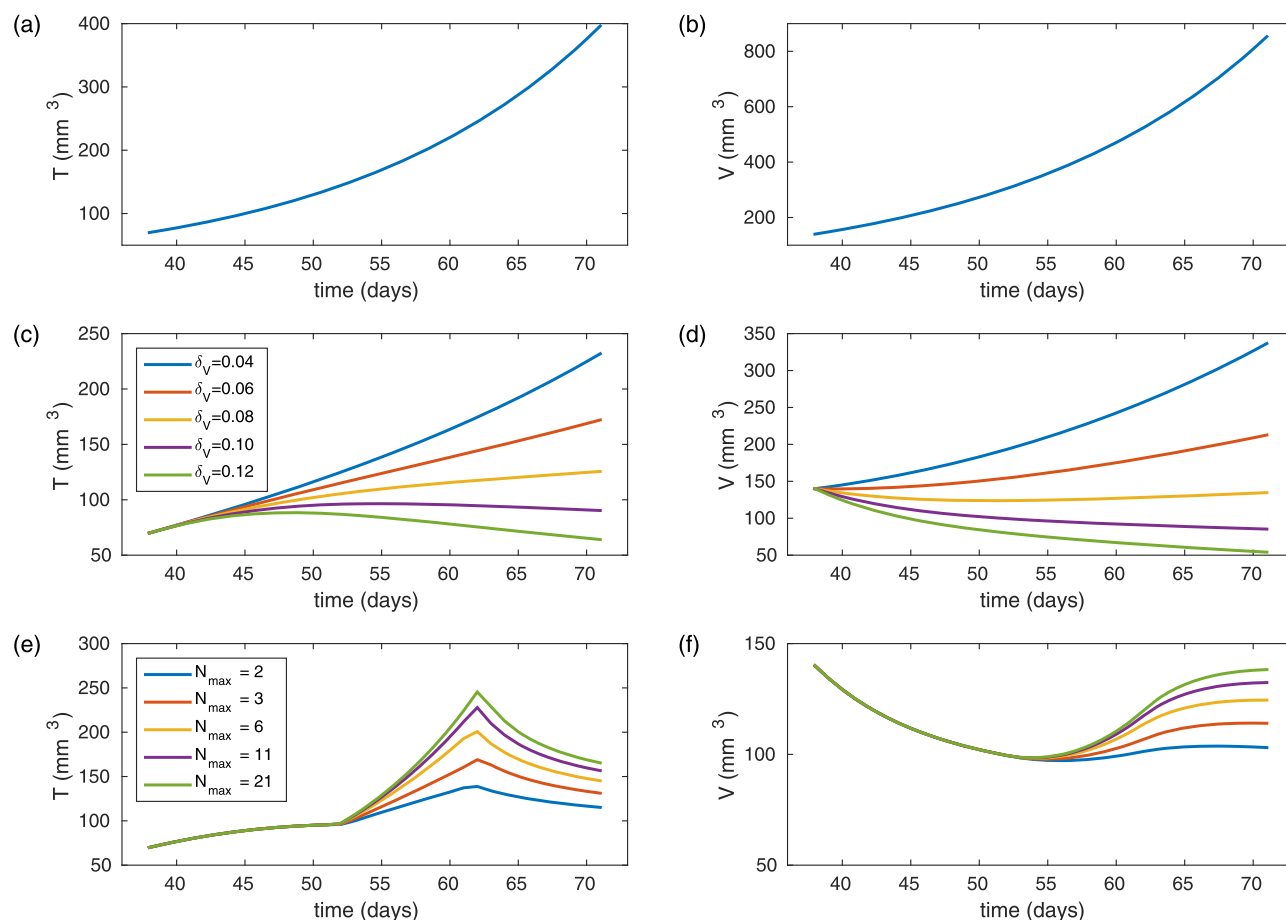 (a)
T (mm 3)
400
300
200
100
40 45 50 55 60 65 70
time (days)
(b)
V (mm 3)
800
600
400
200
40 45 50 55 60 65 70
time (days)
(c)
T (mm 3)
250
200
150
100
50
δV=0.04
δV=0.06
δV=0.08
δV=0.10
δV=0.12
40 45 50 55 60 65 70
time (days)
(d)
V (mm 3)
350
300
250
200
150
100
50
40 45 50 55 60 65 70
time (days)
(e)
T (mm 3)
300
250
200
150
100
50
Nmax = 2
Nmax = 3
Nmax = 6
Nmax = 11
Nmax = 21
40 45 50 55 60 65 70
time (days)
(f)
V (mm 3)
150
100
50
40 45 50 55 60 65 70
time (days)